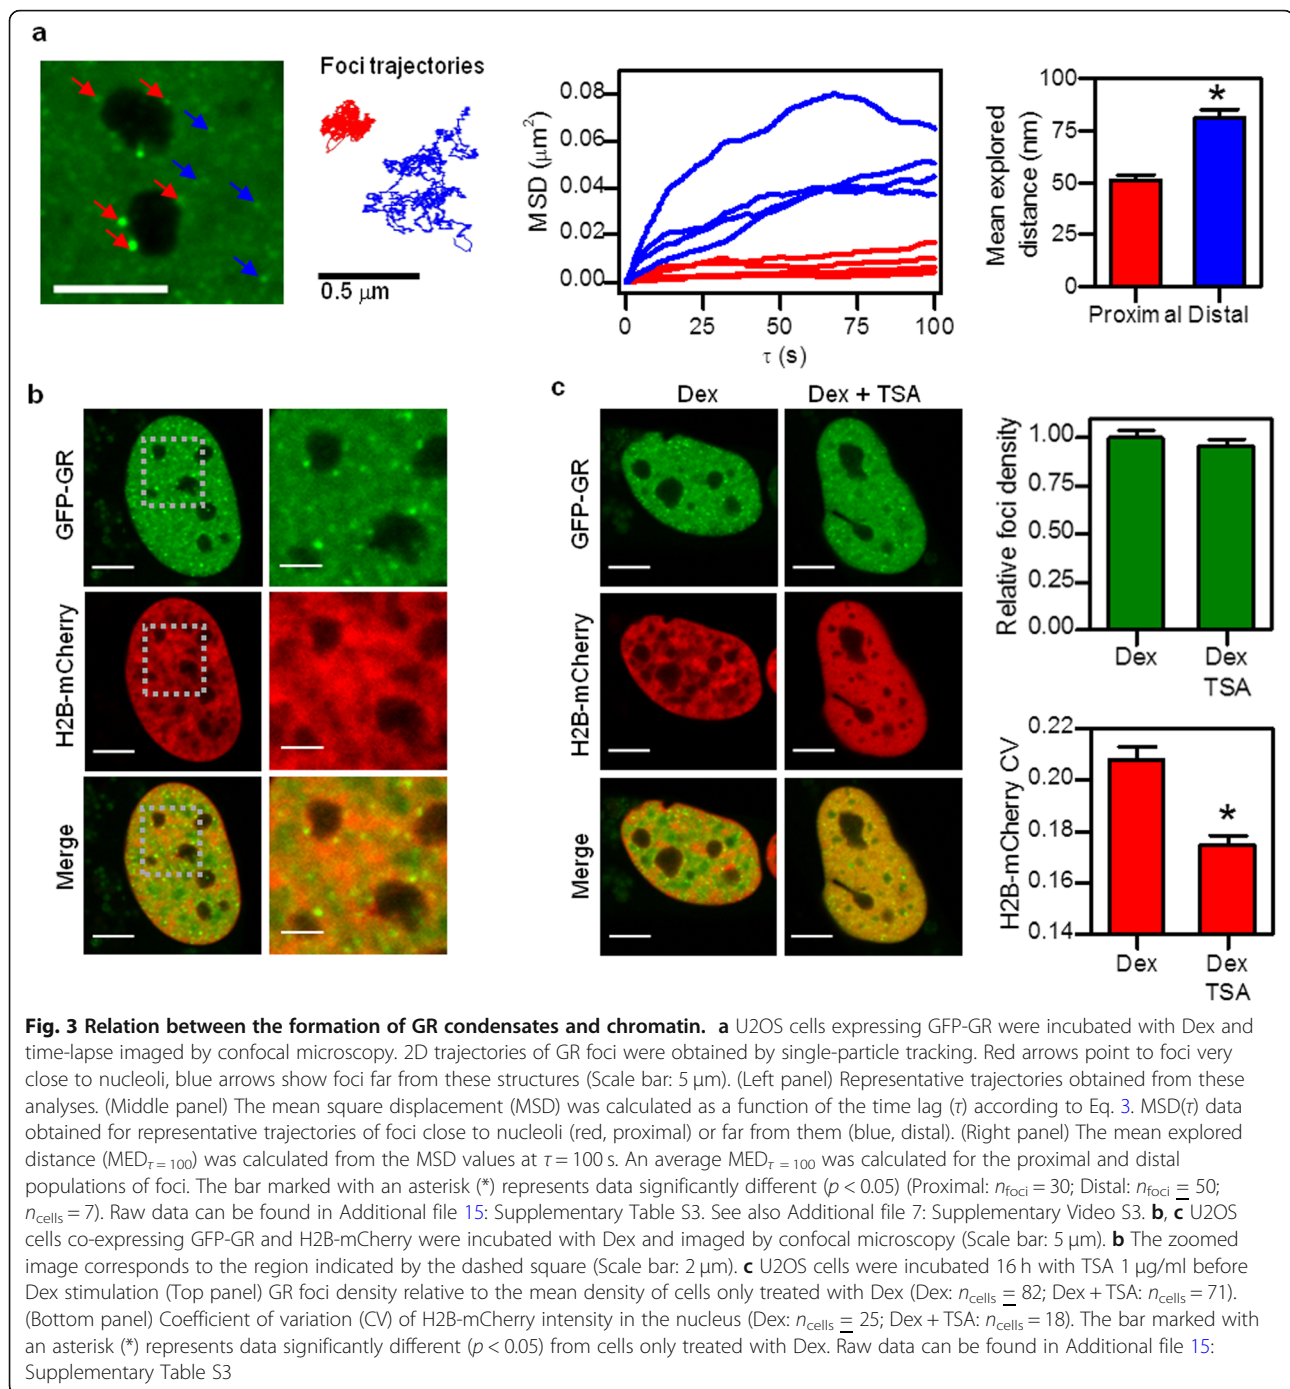 a
Foci trajectories
0.5 μm
MSD (μm²)
0.08
0.06
0.04
0.02
0.00
0 25 50 75 100
τ (s)
Mean explored
distance (nm)
100
75
50
25
0
Proximal Distal
*
b
GFP-GR
H2B-mCherry
Merge
c
Dex Dex + TSA
GFP-GR
H2B-mCherry
Merge
Relative foci density
1.00
0.75
0.50
0.25
0.00
Dex Dex
TSA
H2B-mCherry CV
0.22
0.20
0.18
0.16
0.14
*
Dex Dex
TSA
Fig. 3 Relation between the formation of GR condensates and chromatin. a U2OS cells expressing GFP-GR were incubated with Dex and
time-lapse imaged by confocal microscopy. 2D trajectories of GR foci were obtained by single-particle tracking. Red arrows point to foci very
close to nucleoli, blue arrows show foci far from these structures (Scale bar: 5 μm). (Left panel) Representative trajectories obtained from these
analyses. (Middle panel) The mean square displacement (MSD) was calculated as a function of the time lag (τ) according to Eq. 3. MSD(τ) data
obtained for representative trajectories of foci close to nucleoli (red, proximal) or far from them (blue, distal). (Right panel) The mean explored
distance (MEDτ = 100) was calculated from the MSD values at τ = 100 s. An average MEDτ = 100 was calculated for the proximal and distal
populations of foci. The bar marked with an asterisk (*) represents data significantly different (p < 0.05) (Proximal: nfoci = 30; Distal: nfoci = 50;
ncells = 7). Raw data can be found in Additional file 15: Supplementary Table S3. See also Additional file 7: Supplementary Video S3. b, c U2OS
cells co-expressing GFP-GR and H2B-mCherry were incubated with Dex and imaged by confocal microscopy (Scale bar: 5 μm). b The zoomed
image corresponds to the region indicated by the dashed square (Scale bar: 2 μm). c U2OS cells were incubated 16 h with TSA 1 μg/ml before
Dex stimulation (Top panel) GR foci density relative to the mean density of cells only treated with Dex (Dex: ncells = 82; Dex + TSA: ncells = 71).
(Bottom panel) Coefficient of variation (CV) of H2B-mCherry intensity in the nucleus (Dex: ncells = 25; Dex + TSA: ncells = 18). The bar marked with
an asterisk (*) represents data significantly different (p < 0.05) from cells only treated with Dex. Raw data can be found in Additional file 15:
Supplementary Table S3